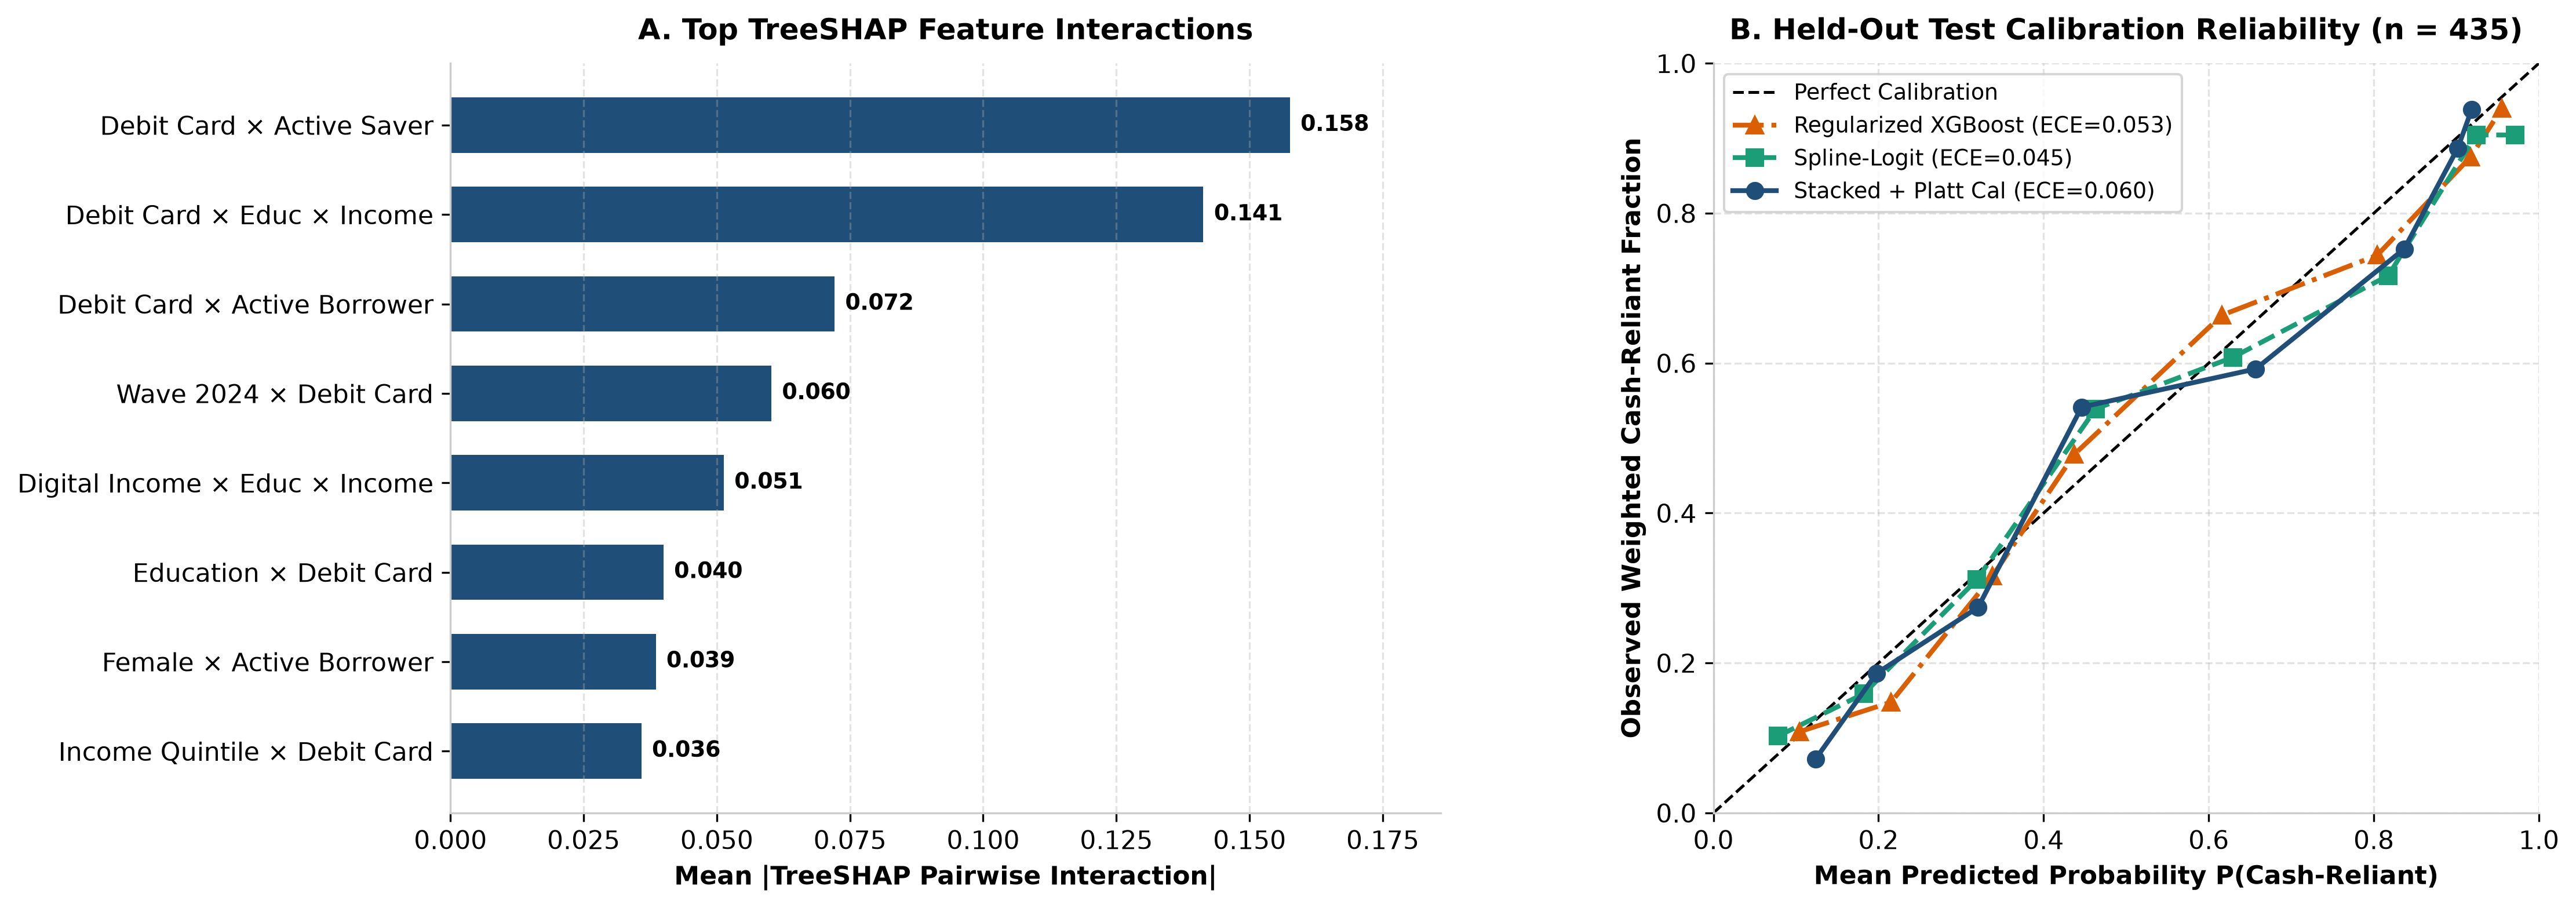 A. Top TreeSHAP Feature Interactions
Debit Card × Active Saver
0.158
Debit Card × Educ × Income
0.141
Debit Card × Active Borrower
0.072
Wave 2024 × Debit Card
0.060
Digital Income × Educ × Income
0.051
Education × Debit Card
0.040
Female × Active Borrower
0.039
Income Quintile × Debit Card
0.036
0.000 0.025 0.050 0.075 0.100 0.125 0.150 0.175
Mean |TreeSHAP Pairwise Interaction|
B. Held-Out Test Calibration Reliability (n = 435)
Perfect Calibration
Regularized XGBoost (ECE=0.053)
Spline-Logit (ECE=0.045)
Stacked + Platt Cal (ECE=0.060)
Observed Weighted Cash-Reliant Fraction
1.0
0.8
0.6
0.4
0.2
0.0
0.0 0.2 0.4 0.6 0.8 1.0
Mean Predicted Probability P(Cash-Reliant)